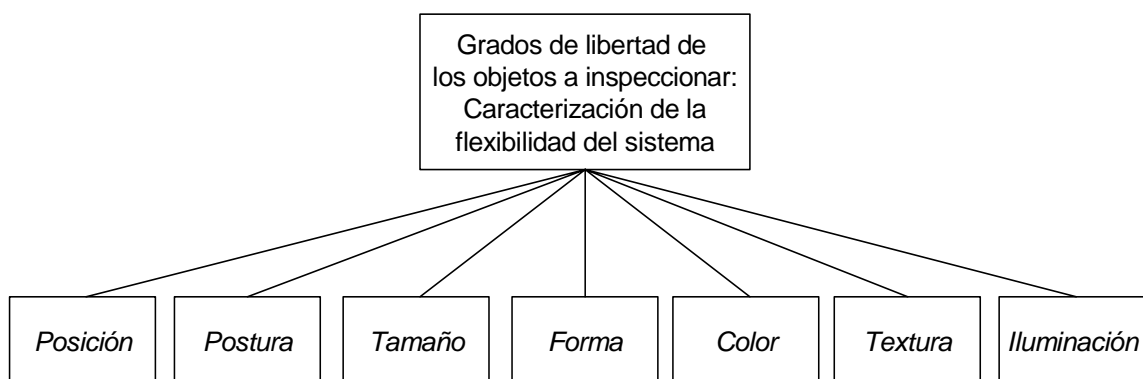 Grados de libertad de
los objetos a inspeccionar:
Caracterización de la
flexibilidad del sistema
Posición
Postura
Tamaño
Forma
Color
Textura
Iluminación